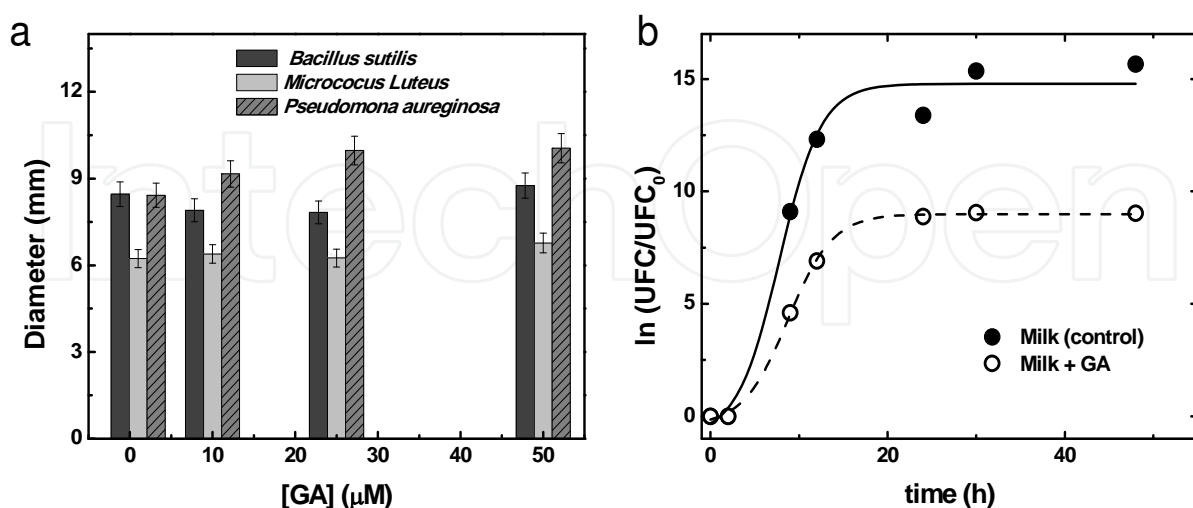 a
Bacillus sutilis
Micrococus Luteus
Pseudomona aureginosa
12
9
6
3
0
Diameter (mm)
0 10 20 30 40 50
[GA] (μM)
b
15
10
5
0
ln (UFC/UFC₀)
Milk (control)
Milk + GA
0 20 40
time (h)
IntechOpen